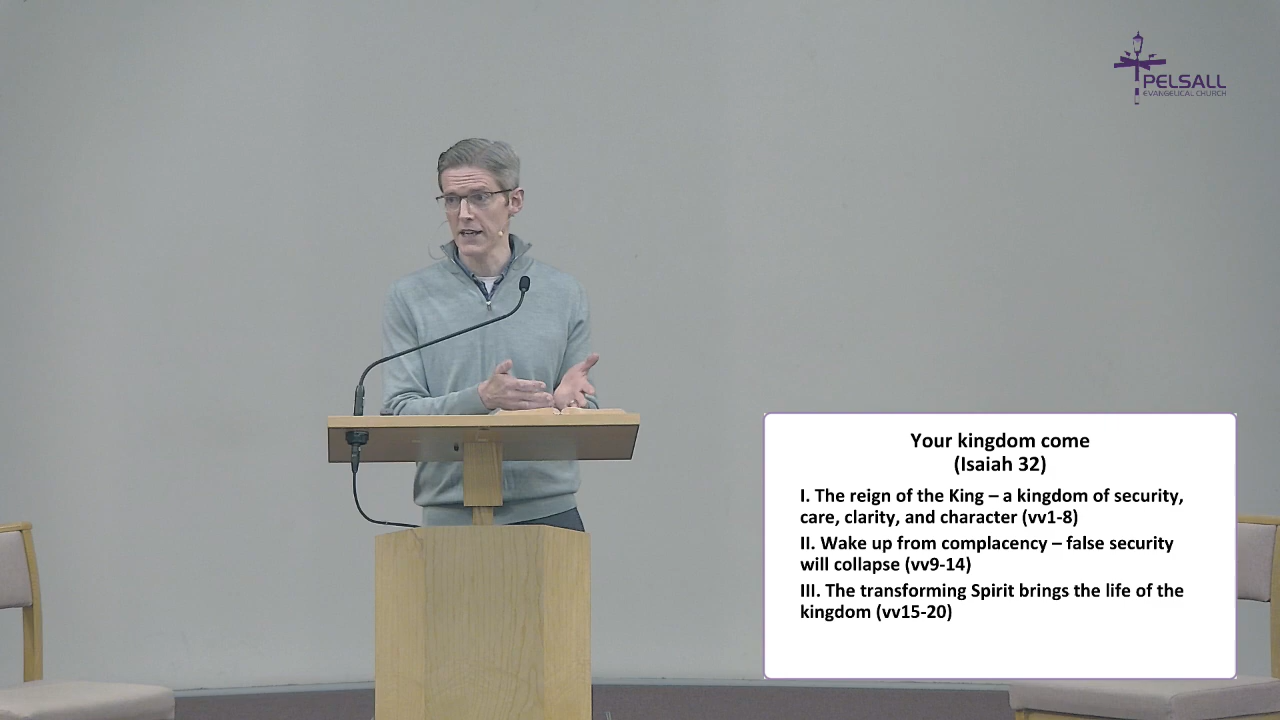 PELSALL
EVANGELICAL CHURCH
Your kingdom come
(Isaiah 32)
I. The reign of the King – a kingdom of security,
care, clarity, and character (vv1-8)
II. Wake up from complacency – false security
will collapse (vv9-14)
III. The transforming Spirit brings the life of the
kingdom (vv15-20)